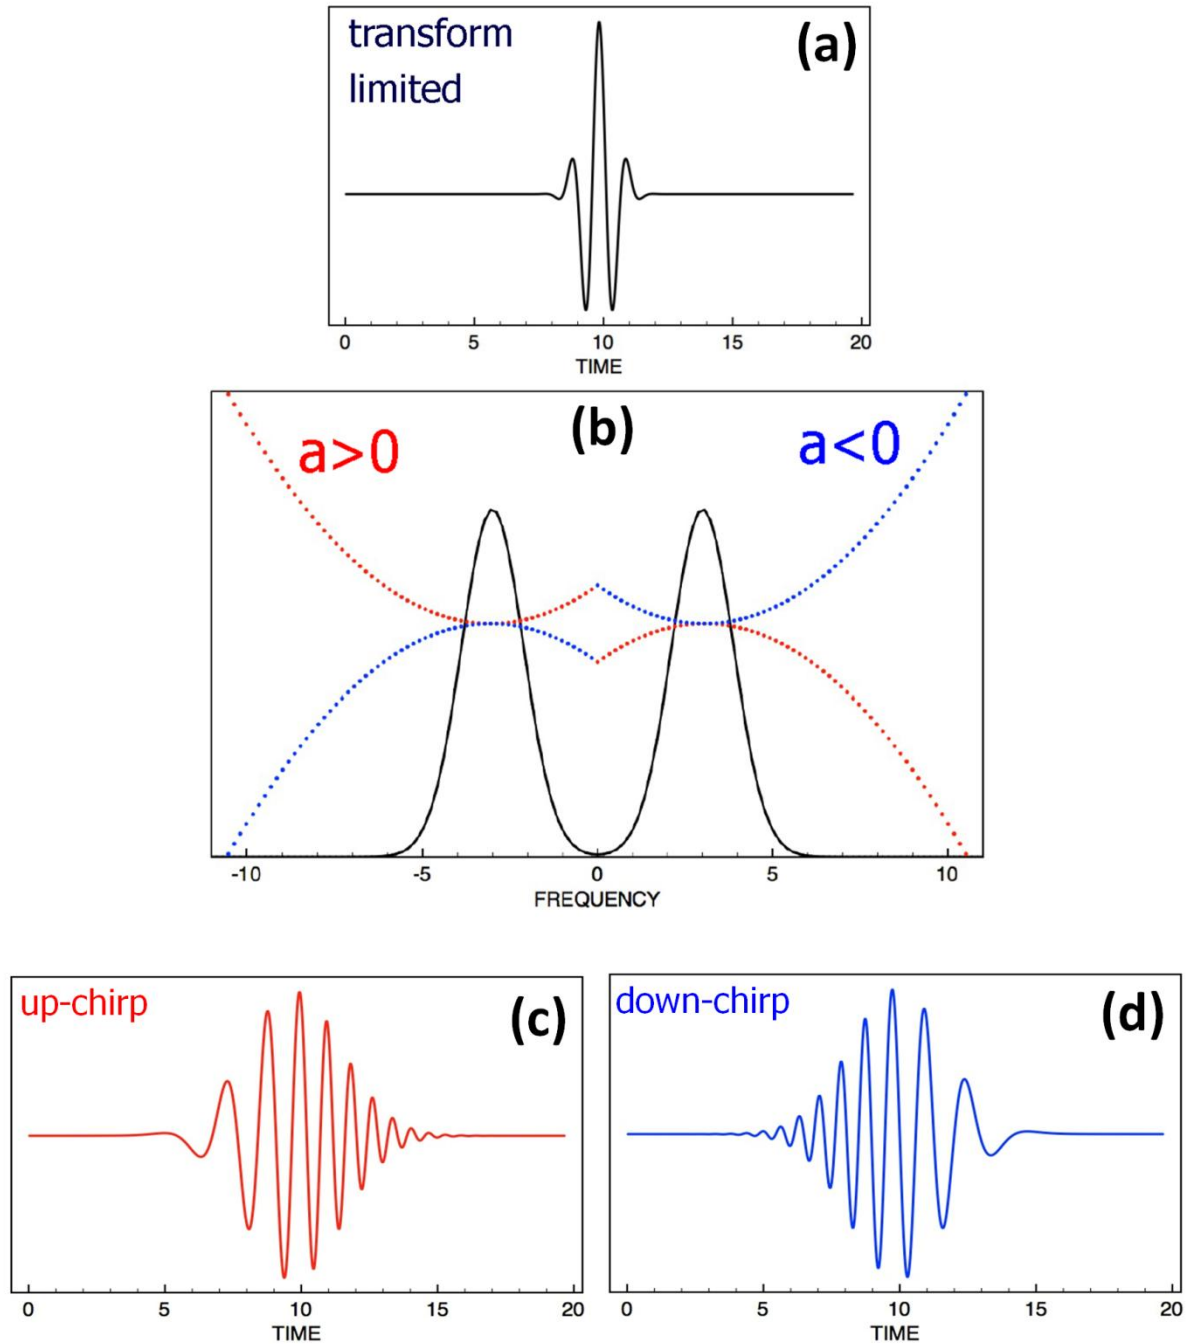 transform
limited
(a)
0 5 10 15 20
TIME
a>0
(b)
a<0
-10 -5 0 5 10
FREQUENCY
up-chirp
(c)
0 5 10 15 20
TIME
down-chirp
(d)
0 5 10 15 20
TIME